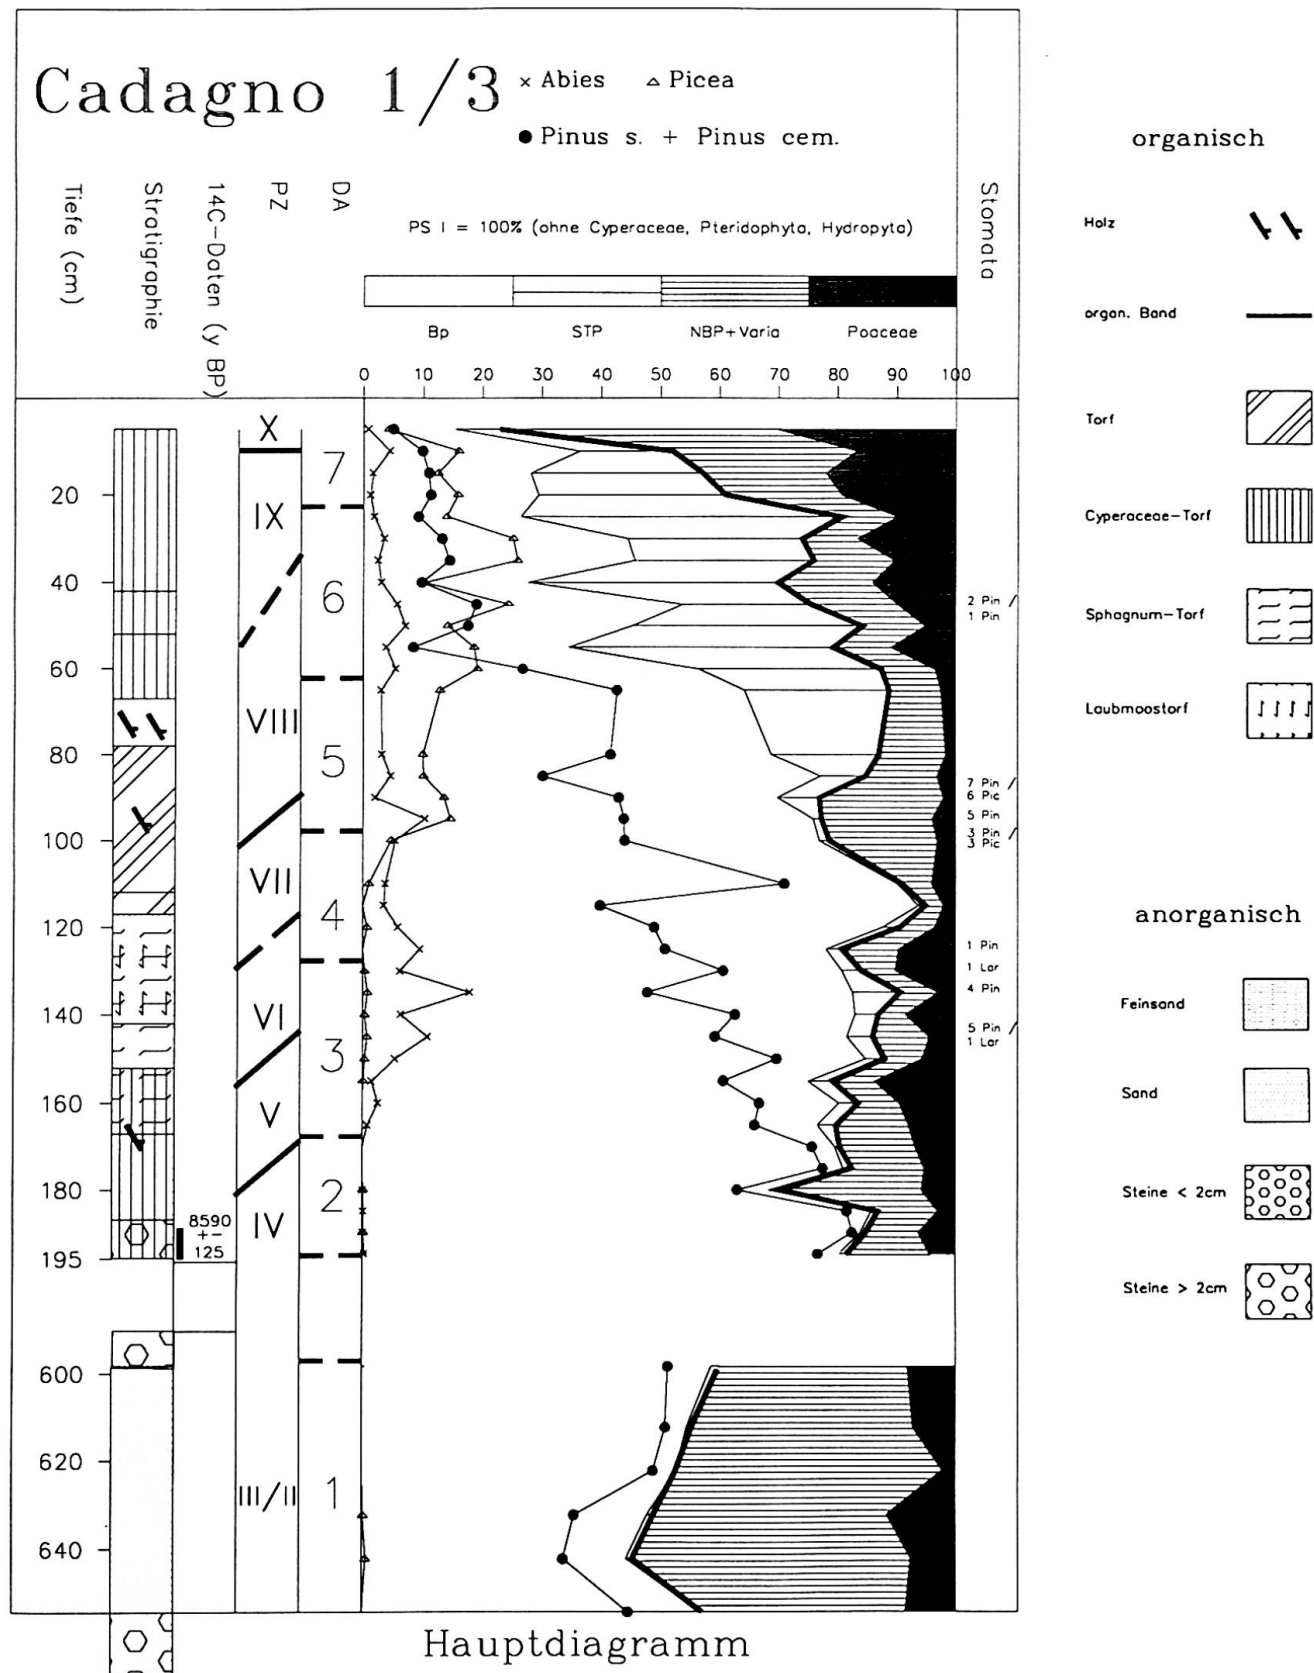 Cadagno 1/3
× Abies △ Picea
● Pinus s. + Pinus cem.
Tiefe (cm)
Stratigraphie
14C-Daten (y BP)
PZ
DA
PS I = 100% (ohne Cyperaceae, Pteridophyta, Hydropyta)
Stomata
Bp STP NBP+Varia Poaceae
0 10 20 30 40 50 60 70 80 90 100
20
40
60
80
100
120
140
160
180
195
600
620
640
8590
+-
125
X
IX
VIII
VII
VI
V
IV
III/II
7
6
5
4
3
2
1
2 Pin /
1 Pin
7 Pin /
6 Pic
5 Pin
3 Pin /
3 Pic
1 Pin
1 Lar
4 Pin
5 Pin /
1 Lar
Hauptdiagramm
organisch
Holz
organ. Band
Torf
Cyperaceae-Torf
Sphagnum-Torf
Laubmoostorf
anorganisch
Feinsand
Sand
Steine < 2cm
Steine > 2cm